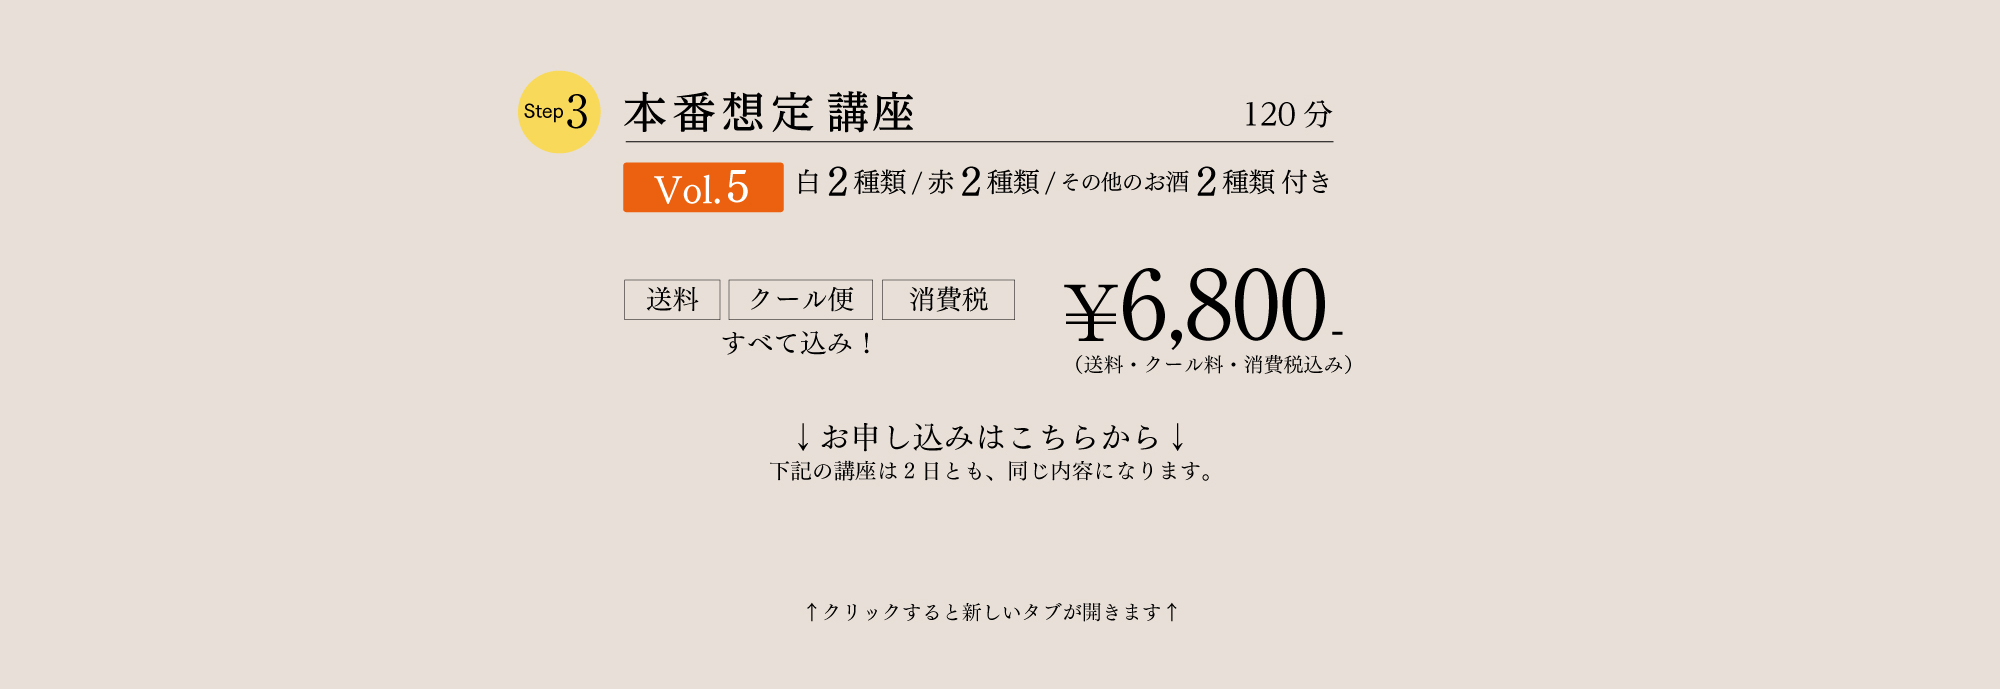 Step3 本番想定 講座 120分
Vol.5 白2種類/赤2種類/その他のお酒2種類 付き
送料 クール便 消費税
すべて込み！
¥6,800-
（送料・クール料・消費税込み）
↓お申し込みはこちらから↓
下記の講座は2日とも、同じ内容になります。
↑クリックすると新しいタブが開きます↑